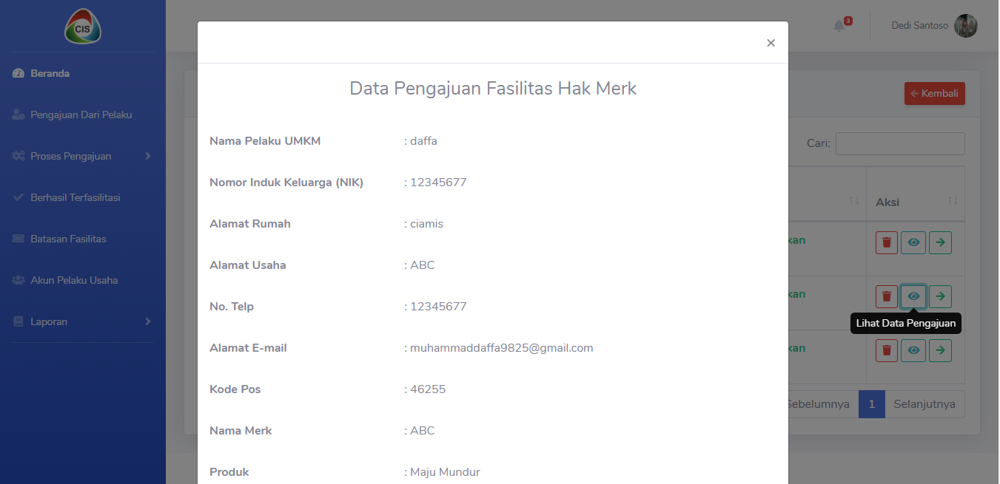 CIS
Beranda
Pengajuan Dari Pelaku
Proses Pengajuan
Berhasil Terfasilitasi
Batasan Fasilitas
Akun Pelaku Usaha
Laporan
3
Dedi Santoso
← Kembali
Cari:
Aksi
kan
kan
Lihat Data Pengajuan
kan
Sebelumnya 1 Selanjutnya
×
Data Pengajuan Fasilitas Hak Merk
Nama Pelaku UMKM : daffa
Nomor Induk Keluarga (NIK) : 12345677
Alamat Rumah : ciamis
Alamat Usaha : ABC
No. Telp : 12345677
Alamat E-mail : muhammaddaffa9825@gmail.com
Kode Pos : 46255
Nama Merk : ABC
Produk : Maju Mundur